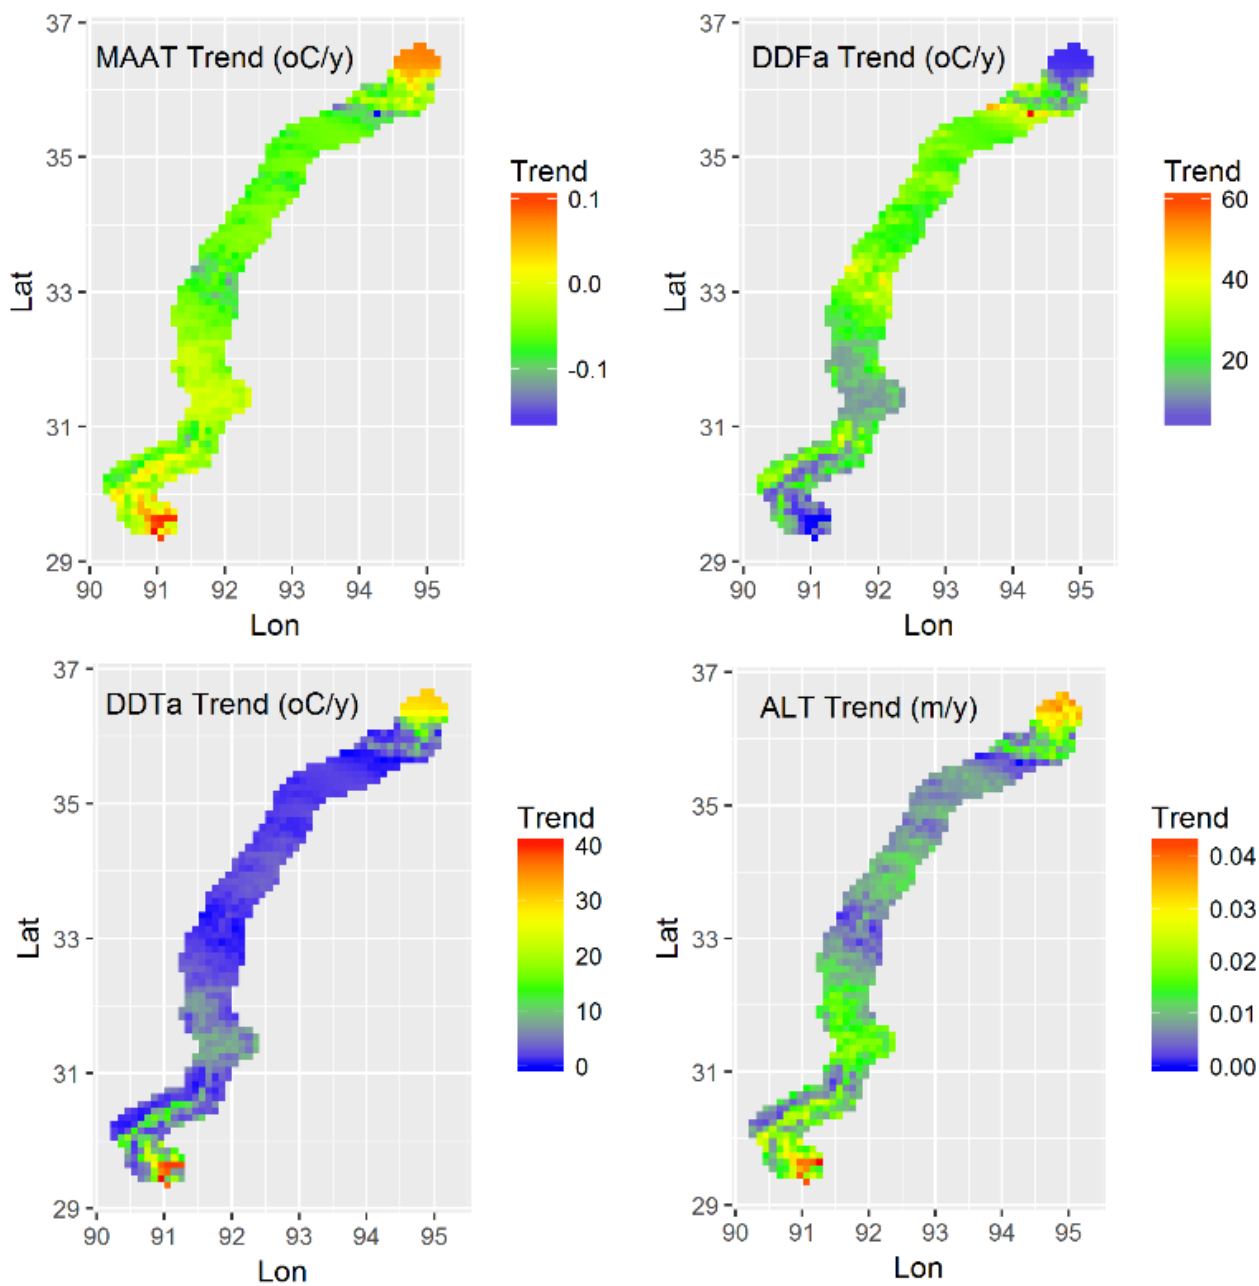 MAAT Trend (oC/y)
37
35
33
31
29
Lat
90 91 92 93 94 95
Lon
Trend
0.1
0.0
-0.1
DDFa Trend (oC/y)
37
35
33
31
29
Lat
90 91 92 93 94 95
Lon
Trend
60
40
20
DDTa Trend (oC/y)
37
35
33
31
29
Lat
90 91 92 93 94 95
Lon
Trend
40
30
20
10
0
ALT Trend (m/y)
37
35
33
31
29
Lat
90 91 92 93 94 95
Lon
Trend
0.04
0.03
0.02
0.01
0.00